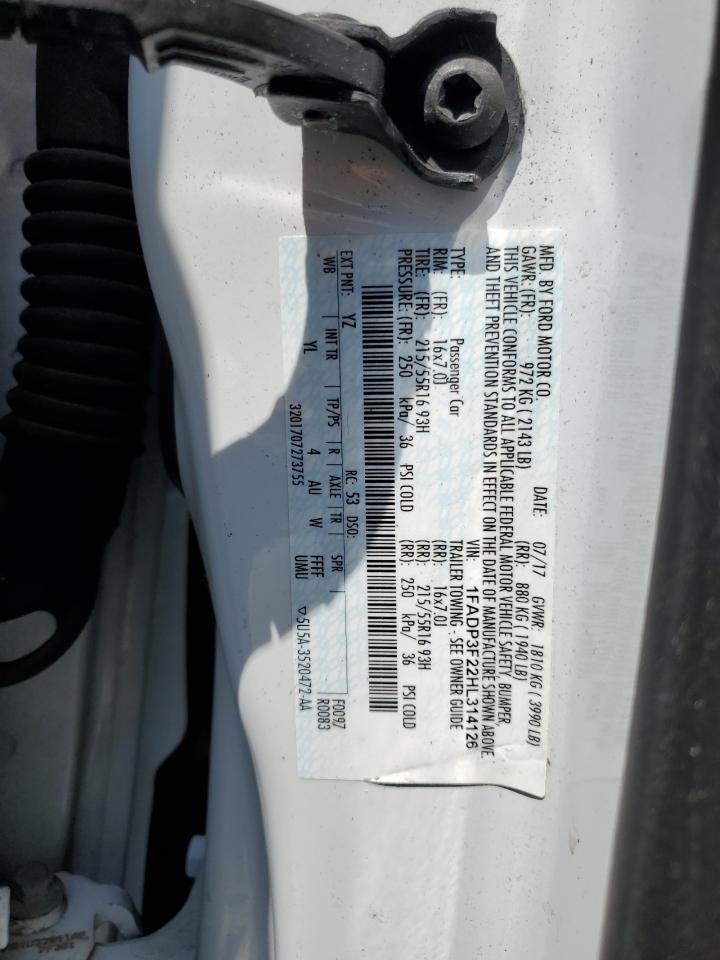 MFD. BY FORD MOTOR CO.
DATE: 07/17 GVWR: 1810 KG ( 3990 LB)
GAWR: (FR): 972 KG ( 2143 LB) (RR): 880 KG ( 1940 LB)
THIS VEHICLE CONFORMS TO ALL APPLICABLE FEDERAL MOTOR VEHICLE SAFETY, BUMPER,
AND THEFT PREVENTION STANDARDS IN EFFECT ON THE DATE OF MANUFACTURE SHOWN ABOVE.
VIN: 1FADP3F22HL314126
TYPE: Passenger Car TRAILER TOWING - SEE OWNER GUIDE
RIM: (FR): 16x7.0J (RR): 16x7.0J
TIRE: (FR): 215/55R16 93H (RR): 215/55R16 93H
PRESSURE: (FR): 250 kPa/ 36 PSI COLD (RR): 250 kPa/ 36 PSI COLD
EXT PNT: YZ RC: 53 DSO: F0097
WB INT TR TP/PS R AXLE TR SPR R0083
YL 4 AU W FFFF
3201707273755 UMU ▽5U5A-3520472-AA